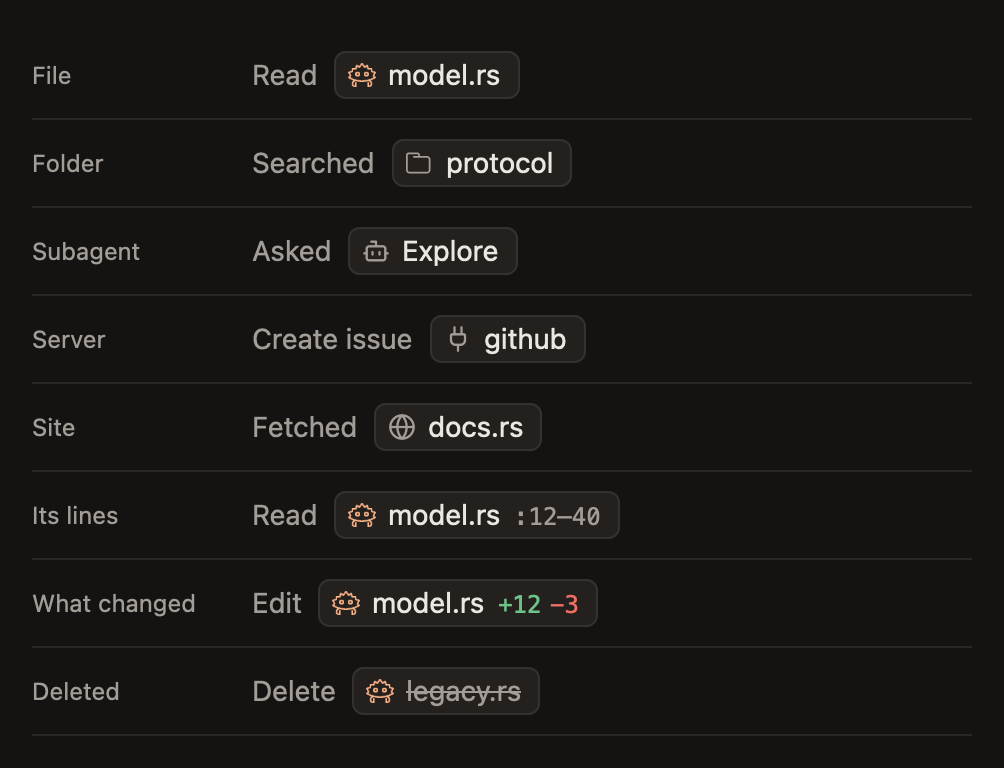 File Read model.rs
Folder Searched protocol
Subagent Asked Explore
Server Create issue github
Site Fetched docs.rs
Its lines Read model.rs :12–40
What changed Edit model.rs +12 −3
Deleted Delete legacy.rs